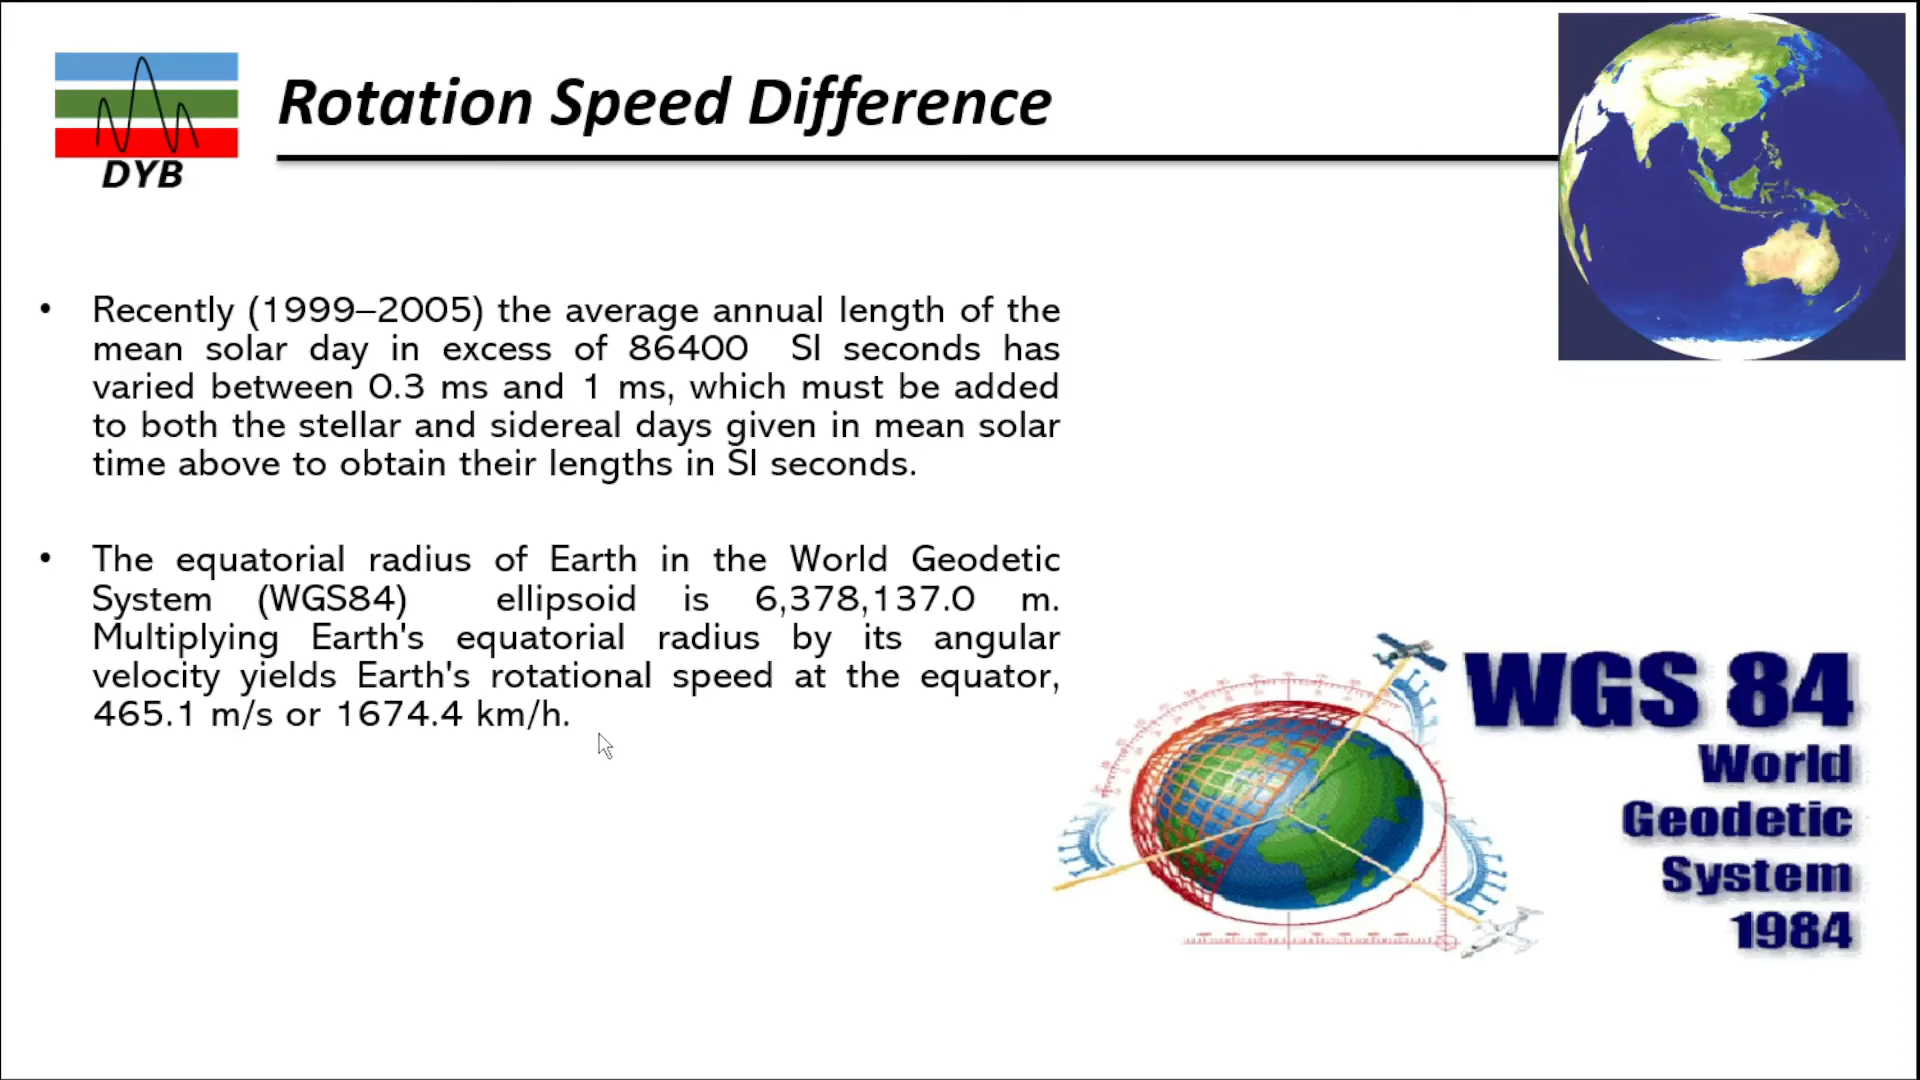 DYB
Rotation Speed Difference
• Recently (1999–2005) the average annual length of the
mean solar day in excess of 86400 SI seconds has
varied between 0.3 ms and 1 ms, which must be added
to both the stellar and sidereal days given in mean solar
time above to obtain their lengths in SI seconds.
• The equatorial radius of Earth in the World Geodetic
System (WGS84) ellipsoid is 6,378,137.0 m.
Multiplying Earth's equatorial radius by its angular
velocity yields Earth's rotational speed at the equator,
465.1 m/s or 1674.4 km/h.
WGS 84
World
Geodetic
System
1984